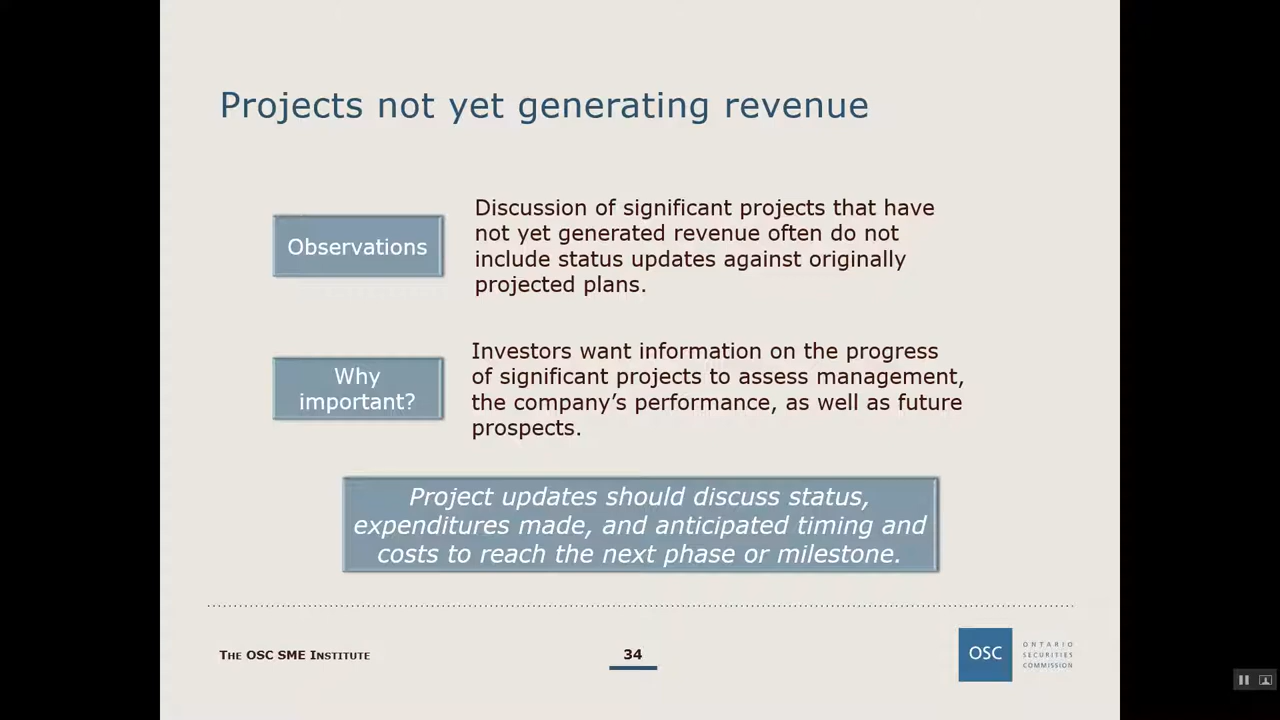 Projects not yet generating revenue
Observations
Discussion of significant projects that have
not yet generated revenue often do not
include status updates against originally
projected plans.
Why
important?
Investors want information on the progress
of significant projects to assess management,
the company’s performance, as well as future
prospects.
Project updates should discuss status,
expenditures made, and anticipated timing and
costs to reach the next phase or milestone.
THE OSC SME INSTITUTE
34
OSC
ONTARIO
SECURITIES
COMMISSION